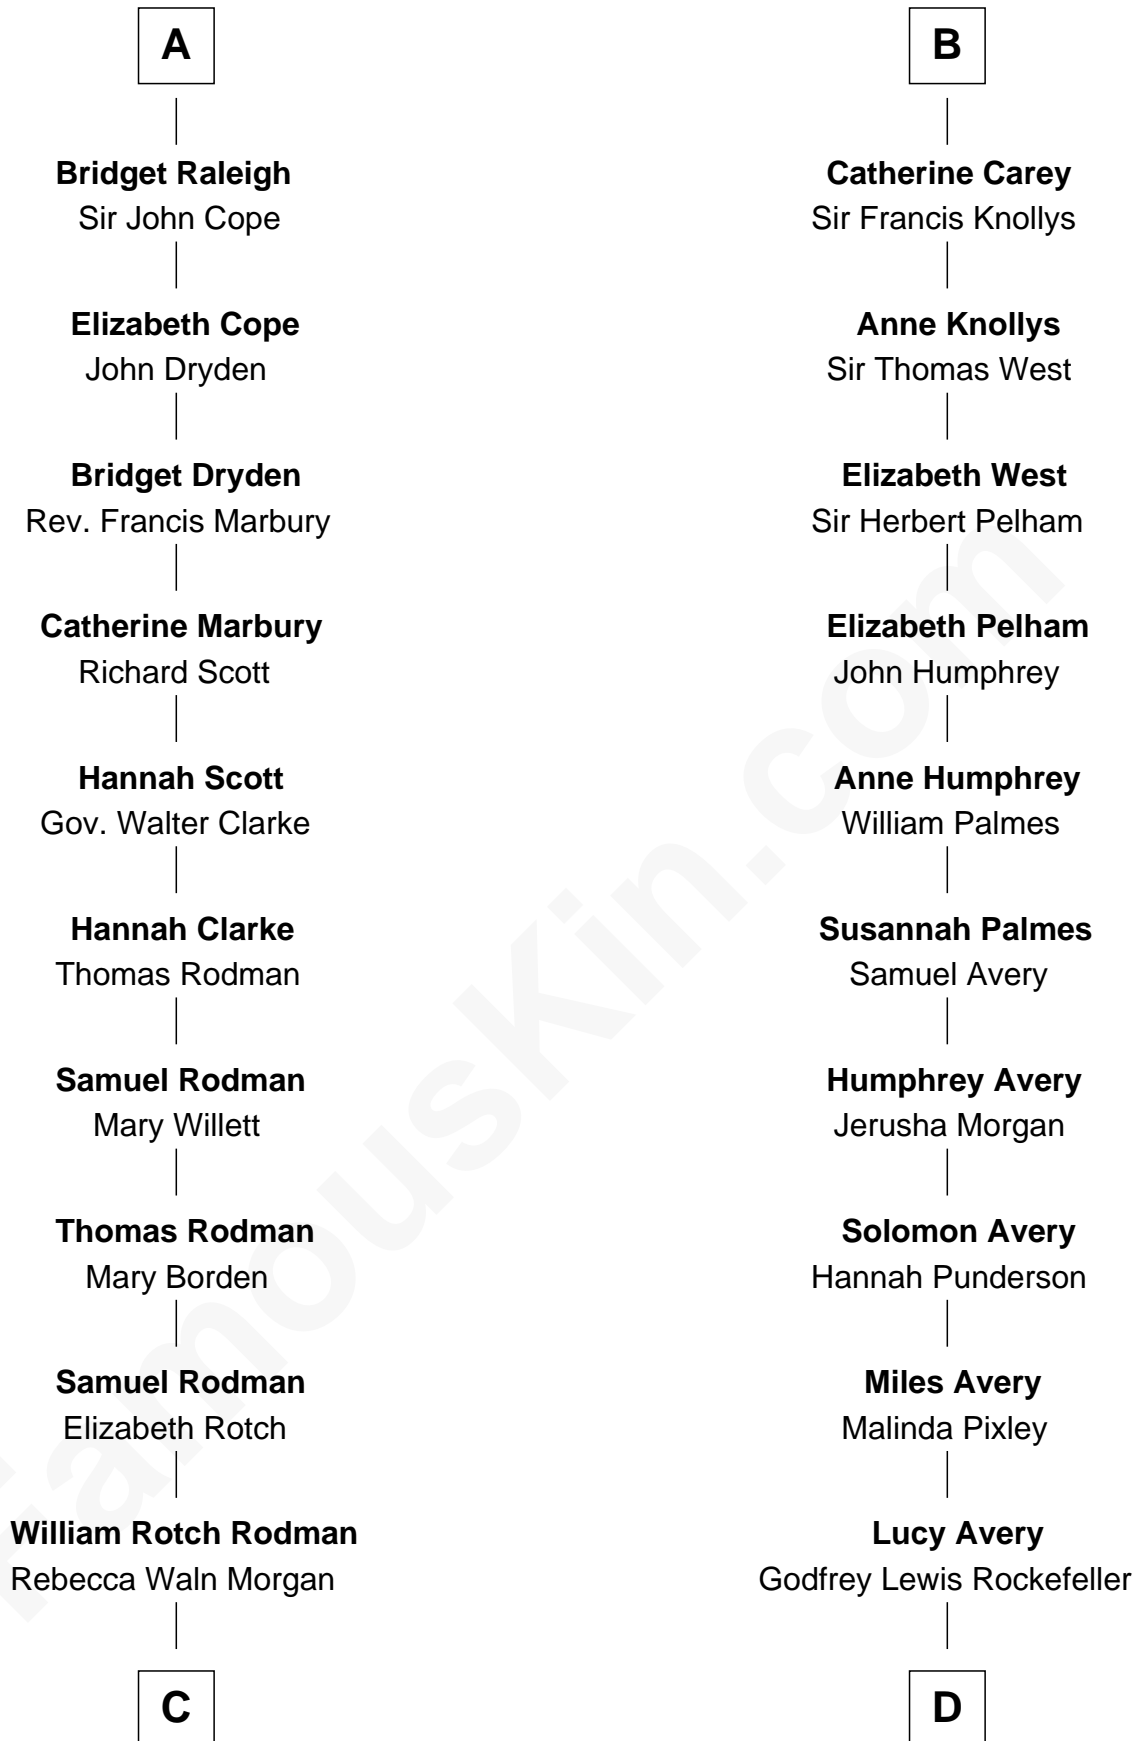 A
Bridget Raleigh
Sir John Cope
Elizabeth Cope
John Dryden
Bridget Dryden
Rev. Francis Marbury
Catherine Marbury
Richard Scott
Hannah Scott
Gov. Walter Clarke
Hannah Clarke
Thomas Rodman
Samuel Rodman
Mary Willett
Thomas Rodman
Mary Borden
Samuel Rodman
Elizabeth Rotch
William Rotch Rodman
Rebecca Waln Morgan
C
B
Catherine Carey
Sir Francis Knollys
Anne Knollys
Sir Thomas West
Elizabeth West
Sir Herbert Pelham
Elizabeth Pelham
John Humphrey
Anne Humphrey
William Palmes
Susannah Palmes
Samuel Avery
Humphrey Avery
Jerusha Morgan
Solomon Avery
Hannah Punderson
Miles Avery
Malinda Pixley
Lucy Avery
Godfrey Lewis Rockefeller
D
FamousKin.com